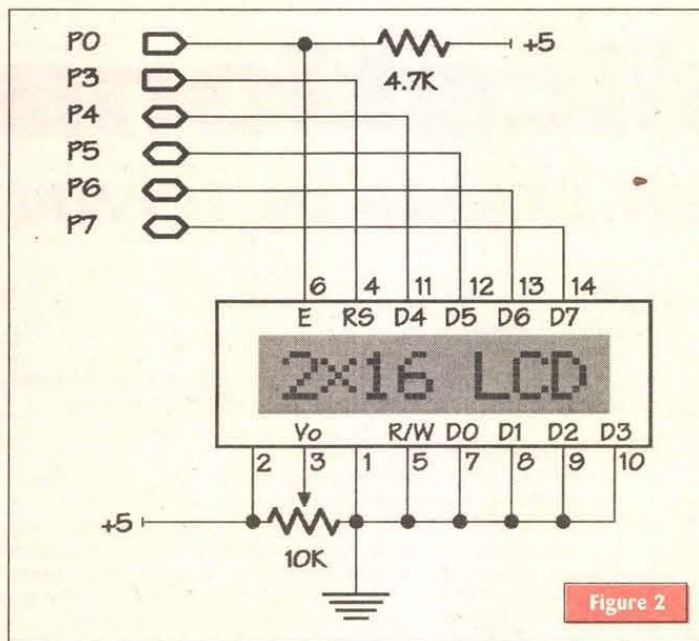 P0
+5
4.7K
P3
P4
P5
P6
P7
6 4 11 12 13 14
E RS D4 D5 D6 D7
2×16 LCD
Vo R/W D0 D1 D2 D3
2 3 1 5 7 8 9 10
+5
10K
Figure 2